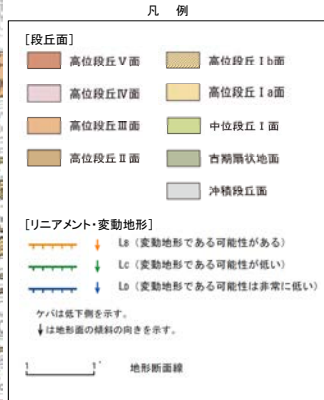 凡 例
[段丘面]
高位段丘Ⅴ面
高位段丘Ⅰb面
高位段丘Ⅳ面
高位段丘Ⅰa面
高位段丘Ⅲ面
中位段丘Ⅰ面
高位段丘Ⅱ面
古期扇状地面
沖積段丘面
[リニアメント・変動地形]
LB (変動地形である可能性がある)
LC (変動地形である可能性が低い)
LD (変動地形である可能性は非常に低い)
ケバは低下側を示す。
↓は地形面の傾斜の向きを示す。
1 1' 地形断面線